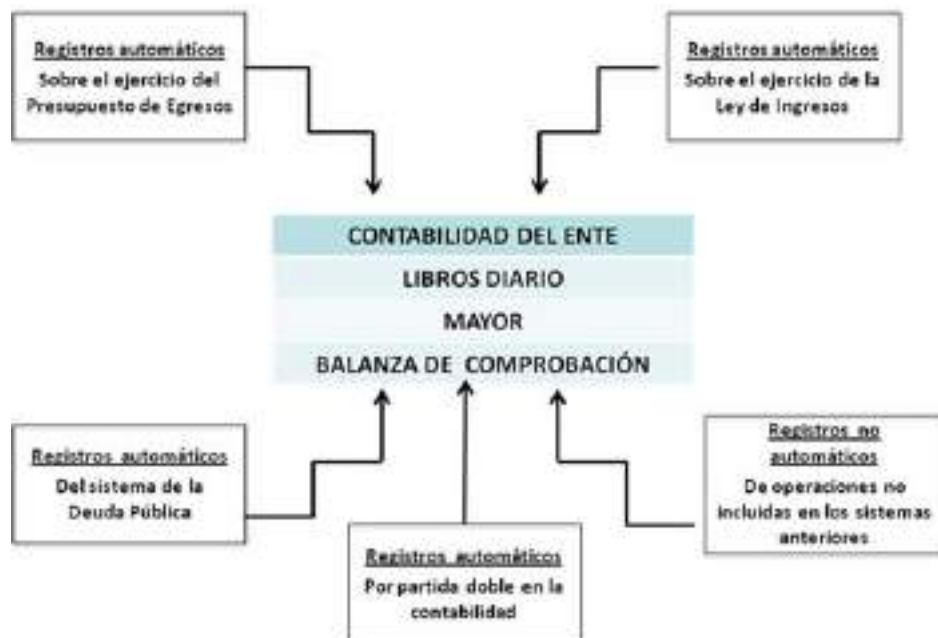 Registros automáticos
Sobre el ejercicio del
Presupuesto de Egresos
Registros automáticos
Sobre el ejercicio de la
Ley de Ingresos
CONTABILIDAD DEL ENTE
LIBROS DIARIO
MAYOR
BALANZA DE COMPROBACIÓN
Registros automáticos
Del sistema de la
Deuda Pública
Registros automáticos
Por partida doble en la
contabilidad
Registros no
automáticos
De operaciones no
incluidas en los sistemas
anteriores